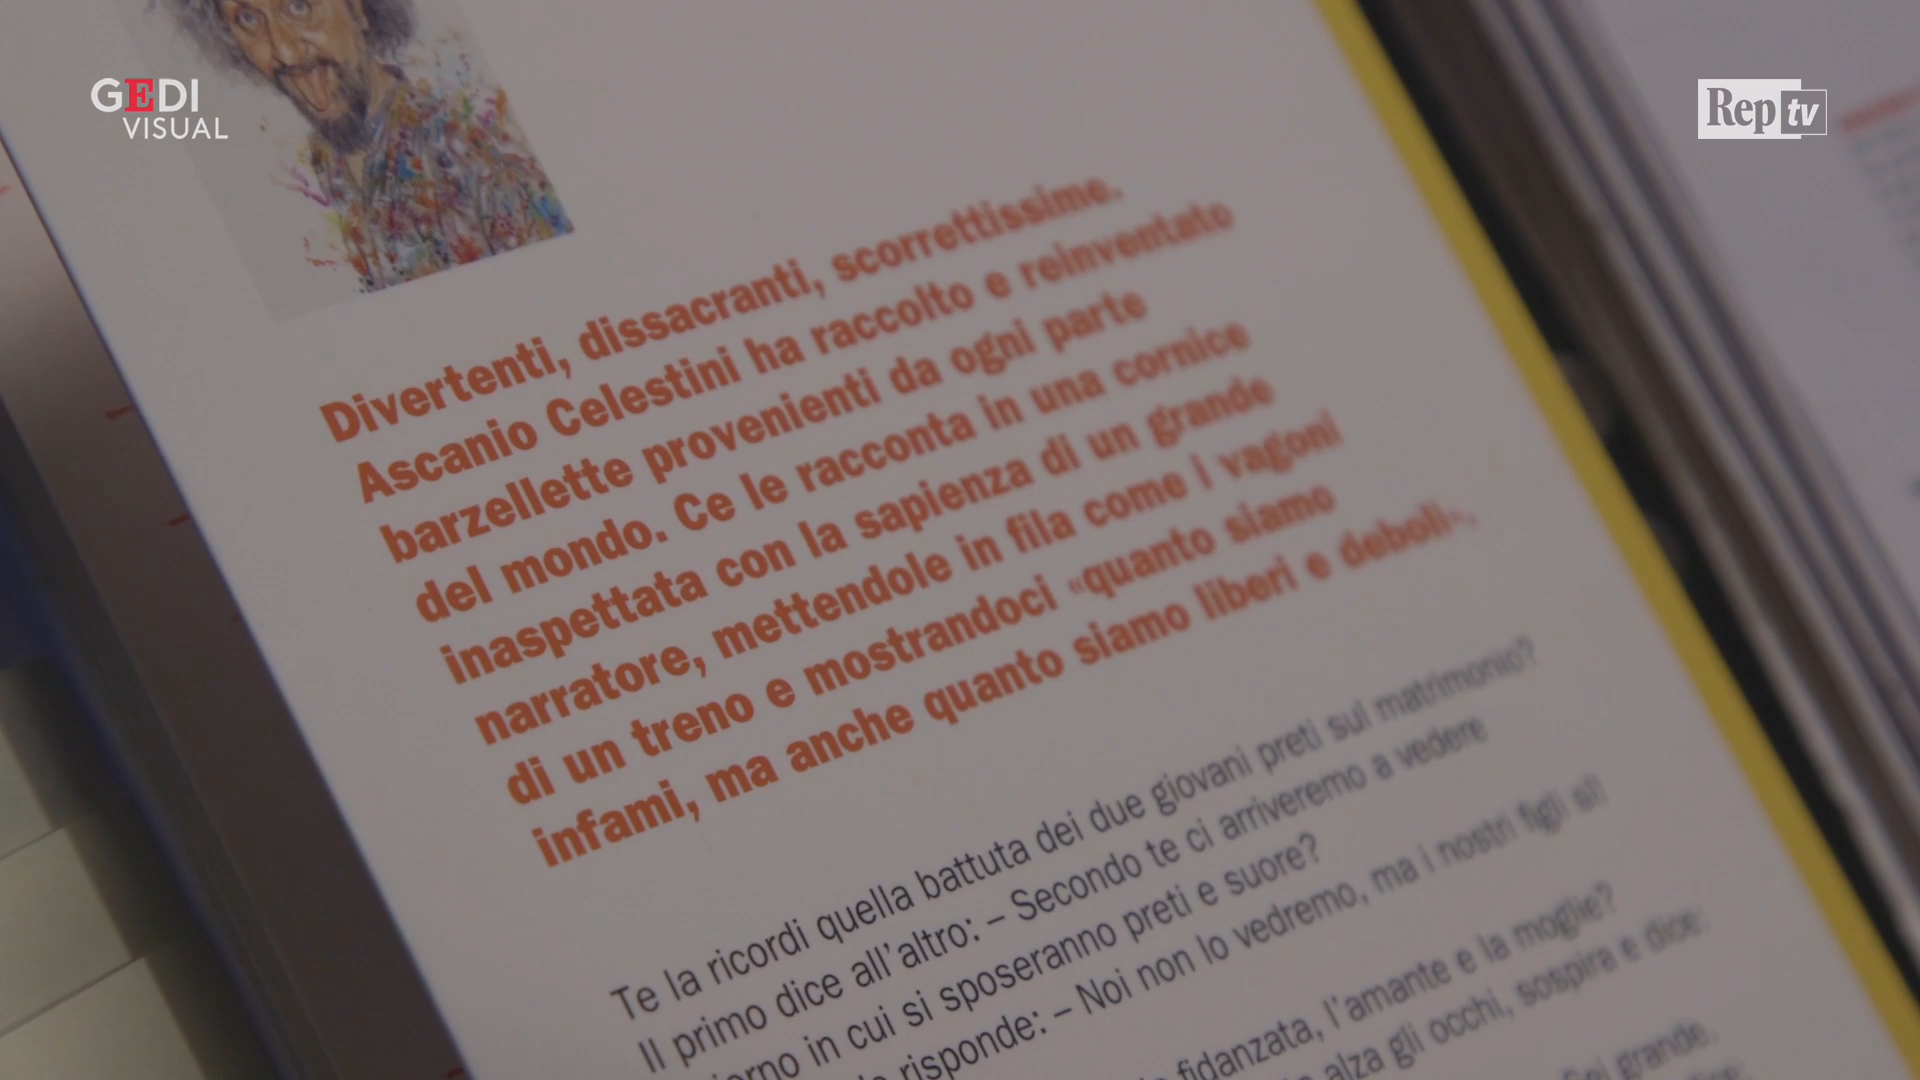 GEDI
VISUAL
Rep tv
Divertenti, dissacranti, scorrettissime.
Ascanio Celestini ha raccolto e reinventato
barzellette provenienti da ogni parte
del mondo. Ce le racconta in una cornice
inaspettata con la sapienza di un grande
narratore, mettendole in fila come i vagoni
di un treno e mostrandoci «quanto siamo
infami, ma anche quanto siamo liberi e deboli».
Te la ricordi quella battuta dei due giovani preti sul matrimonio?
Il primo dice all'altro: – Secondo te ci arriveremo a vedere
in cui si sposeranno preti e suore?
risponde: – Noi non lo vedremo, ma i nostri figli sì!
fidanzata, l'amante e la moglie?
alza gli occhi, sospira e dice:
Sei grande.